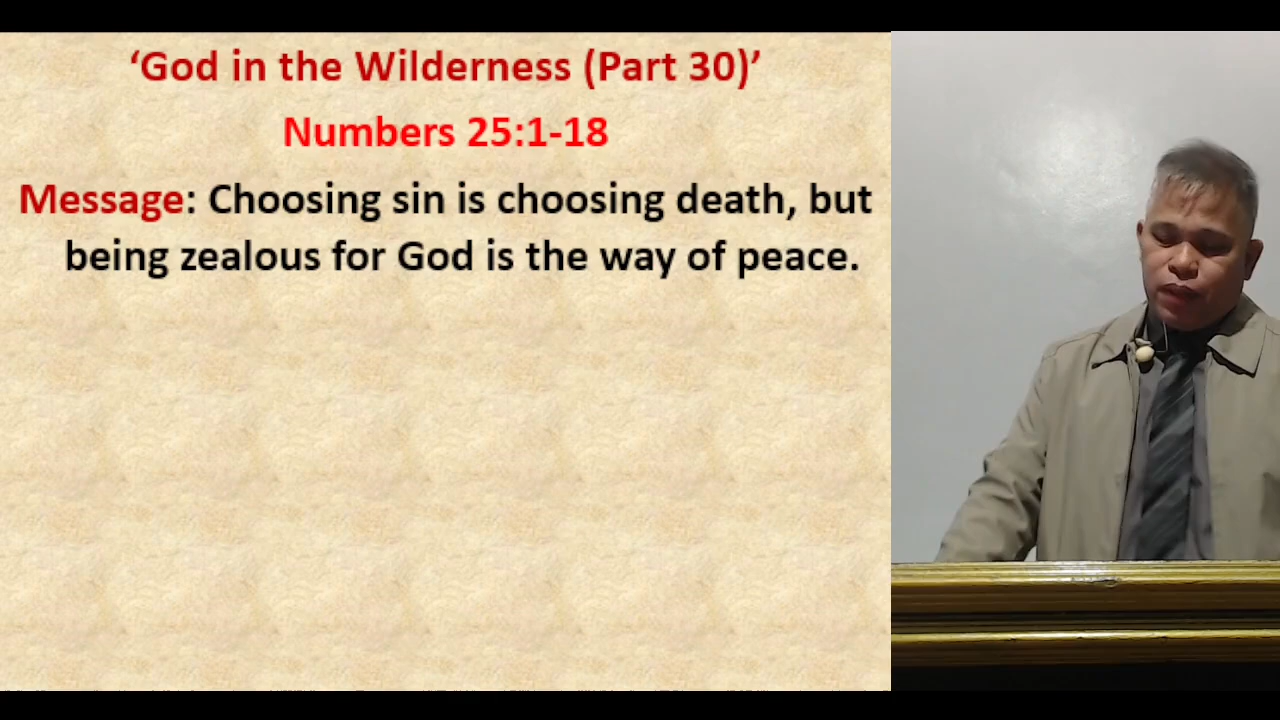 ‘God in the Wilderness (Part 30)’
Numbers 25:1-18
Message: Choosing sin is choosing death, but
being zealous for God is the way of peace.